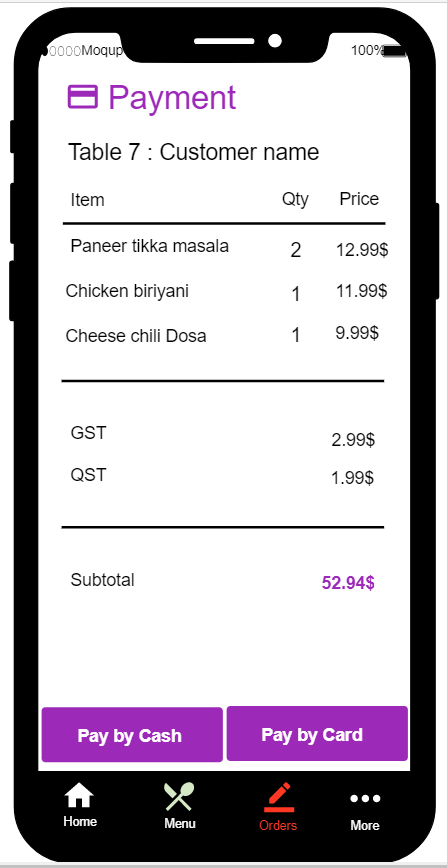 Moqup 100%
Payment
Table 7 : Customer name
Item Qty Price
Paneer tikka masala 2 12.99$
Chicken biriyani 1 11.99$
Cheese chili Dosa 1 9.99$
GST 2.99$
QST 1.99$
Subtotal 52.94$
Pay by Cash Pay by Card
Home Menu Orders More